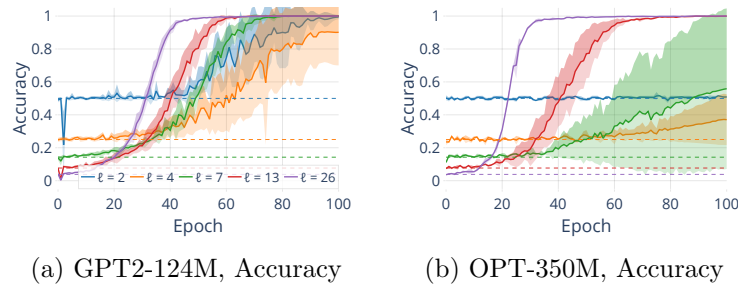 1
0.8
0.6
0.4
0.2
0
Accuracy
0 20 40 60 80 100
Epoch
ℓ = 2 ℓ = 4 ℓ = 7 ℓ = 13 ℓ = 26
(a) GPT2-124M, Accuracy
1
0.8
0.6
0.4
0.2
0
Accuracy
0 20 40 60 80 100
Epoch
(b) OPT-350M, Accuracy